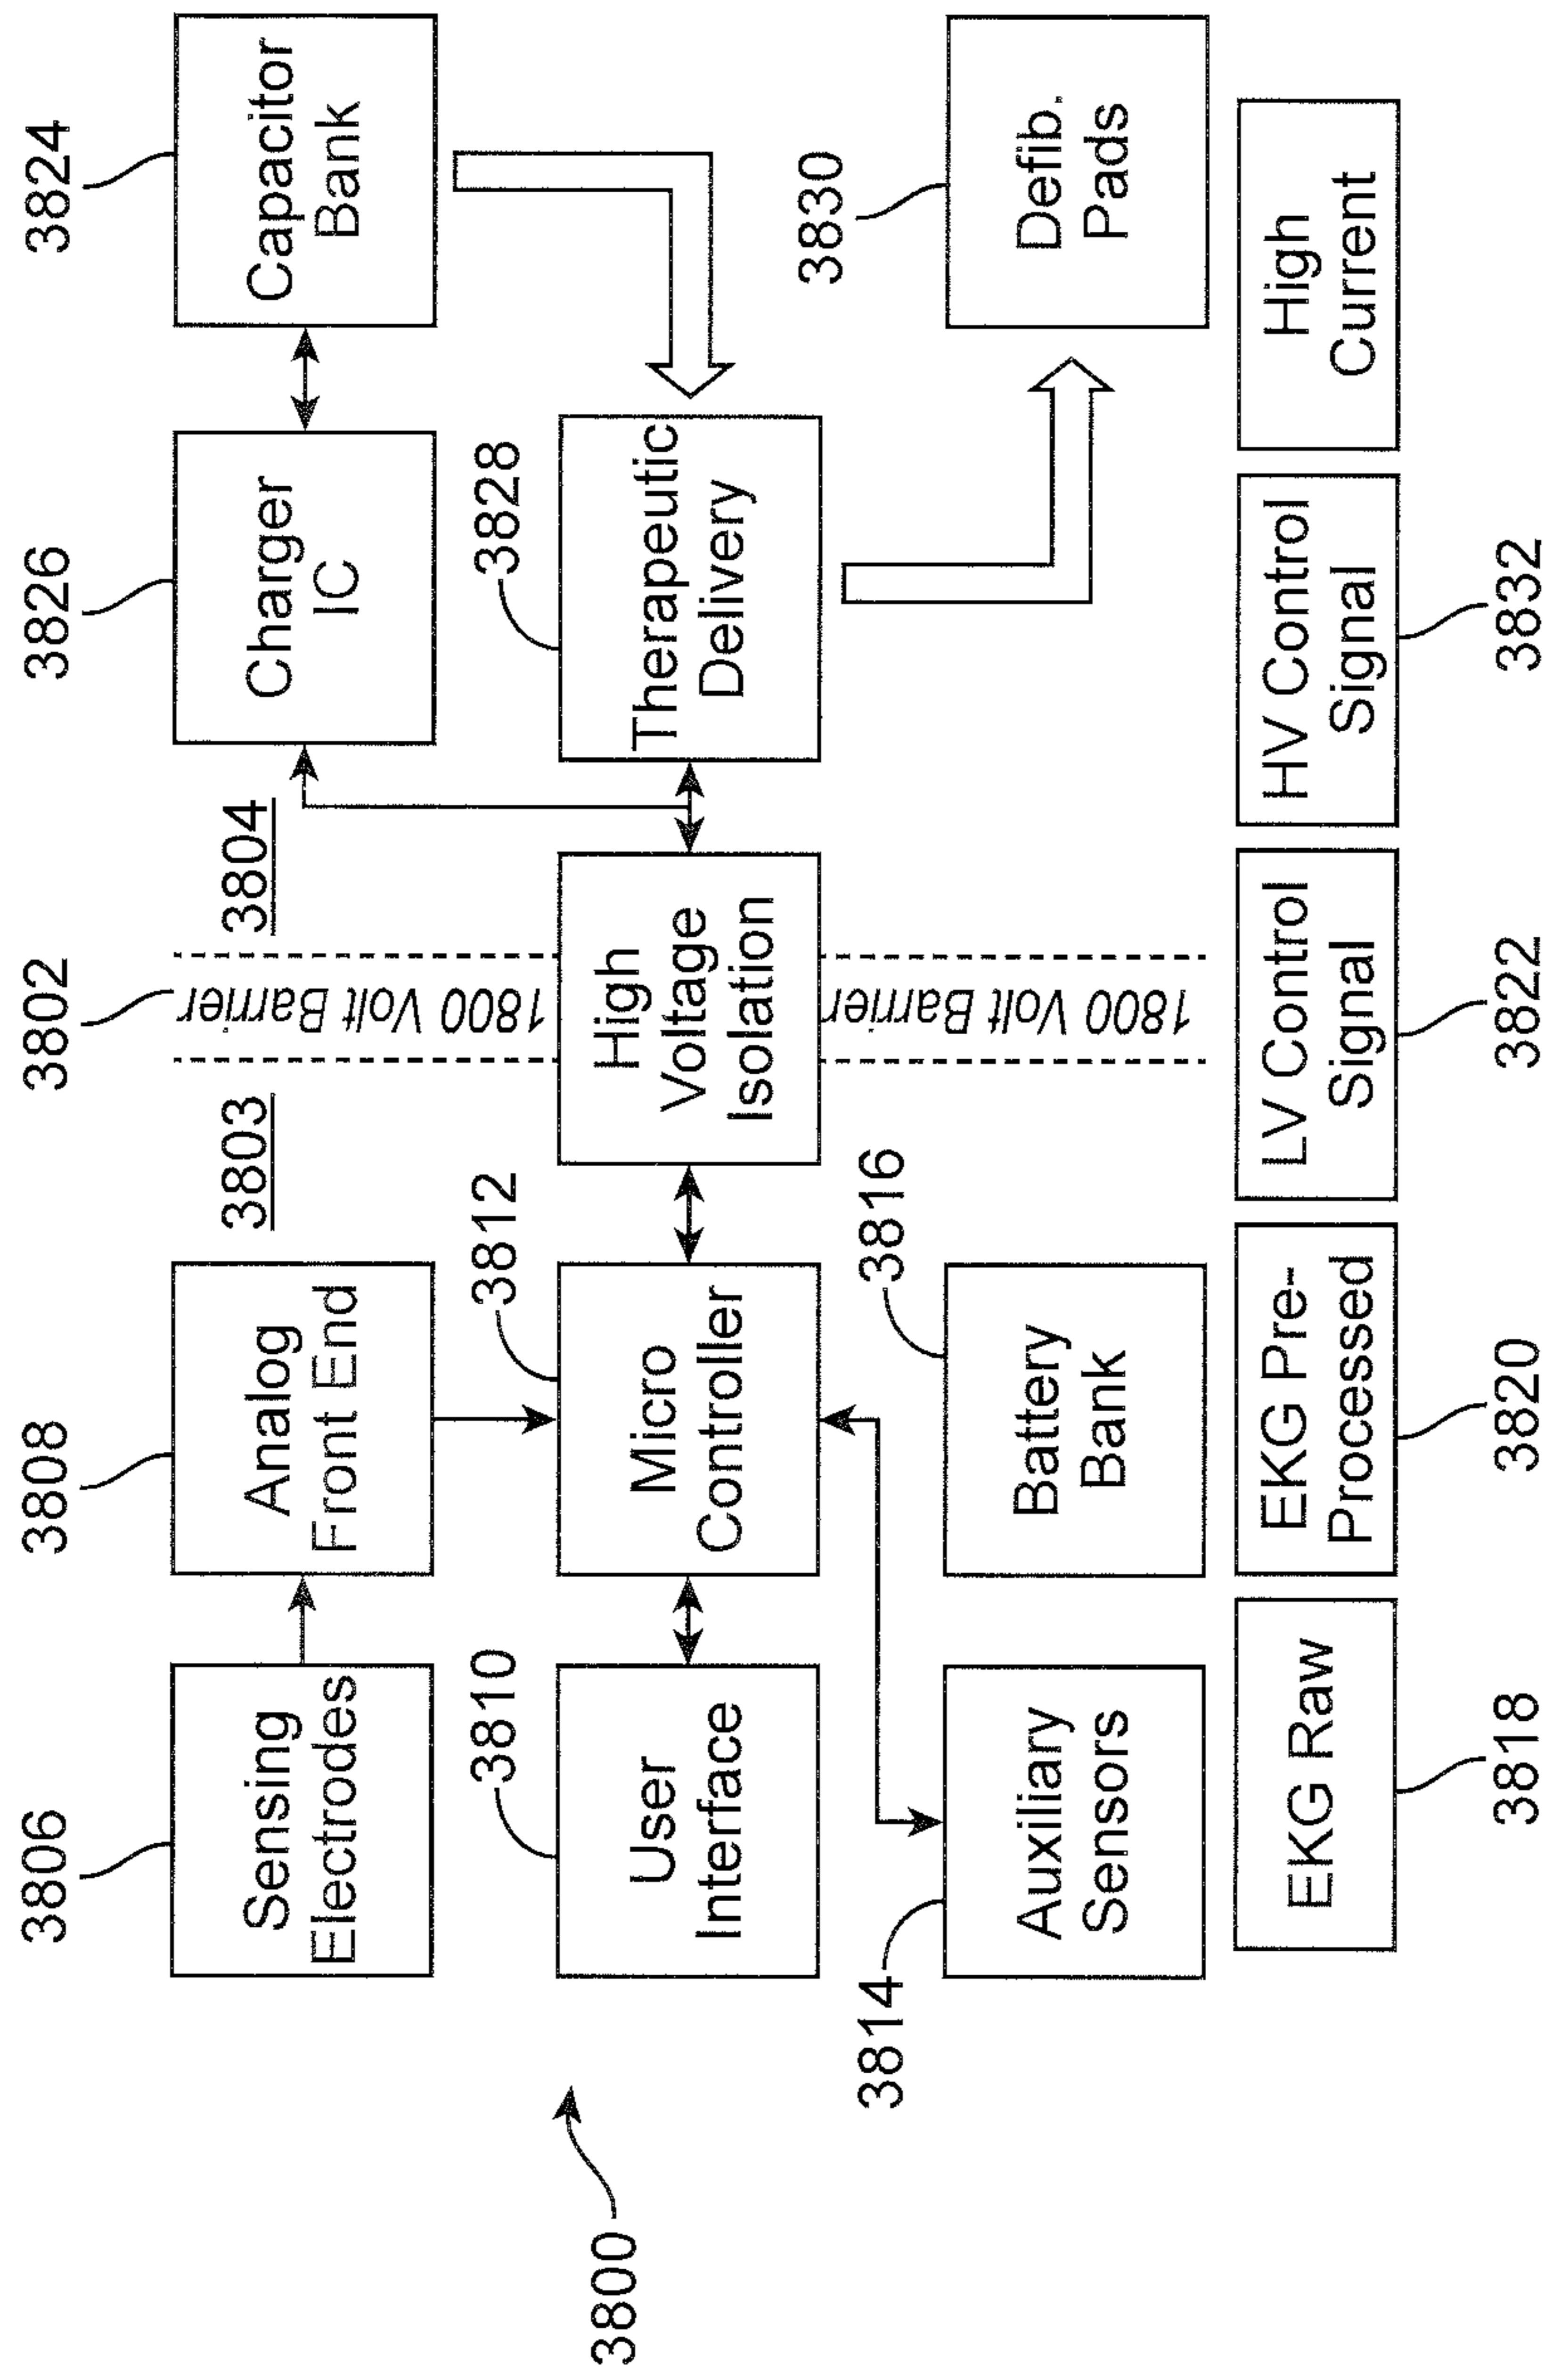 3806
3808
3802
3826
3824
Sensing
Electrodes
Analog
Front End
3803
3804
Charger
IC
Capacitor
Bank
1800 Volt Barrier
3800
3810
3812
3828
User
Interface
Micro
Controller
High
Voltage
Isolation
Therapeutic
Delivery
3814
3816
3830
Auxiliary
Sensors
Battery
Bank
1800 Volt Barrier
Defib.
Pads
EKG Raw
EKG Pre-
Processed
LV Control
Signal
HV Control
Signal
High
Current
3818
3820
3822
3832